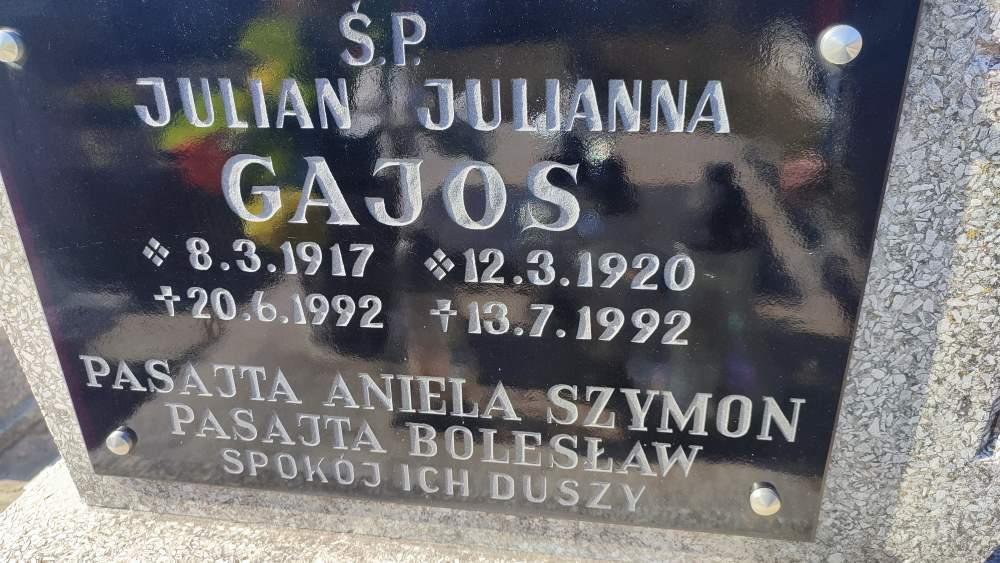 Ś.P.
JULIAN JULIANNA
GAJOS
8.3.1917 12.3.1920
20.6.1992 13.7.1992
PASAJTA ANIELA SZYMON
PASAJTA BOLESŁAW
SPOKÓJ ICH DUSZY